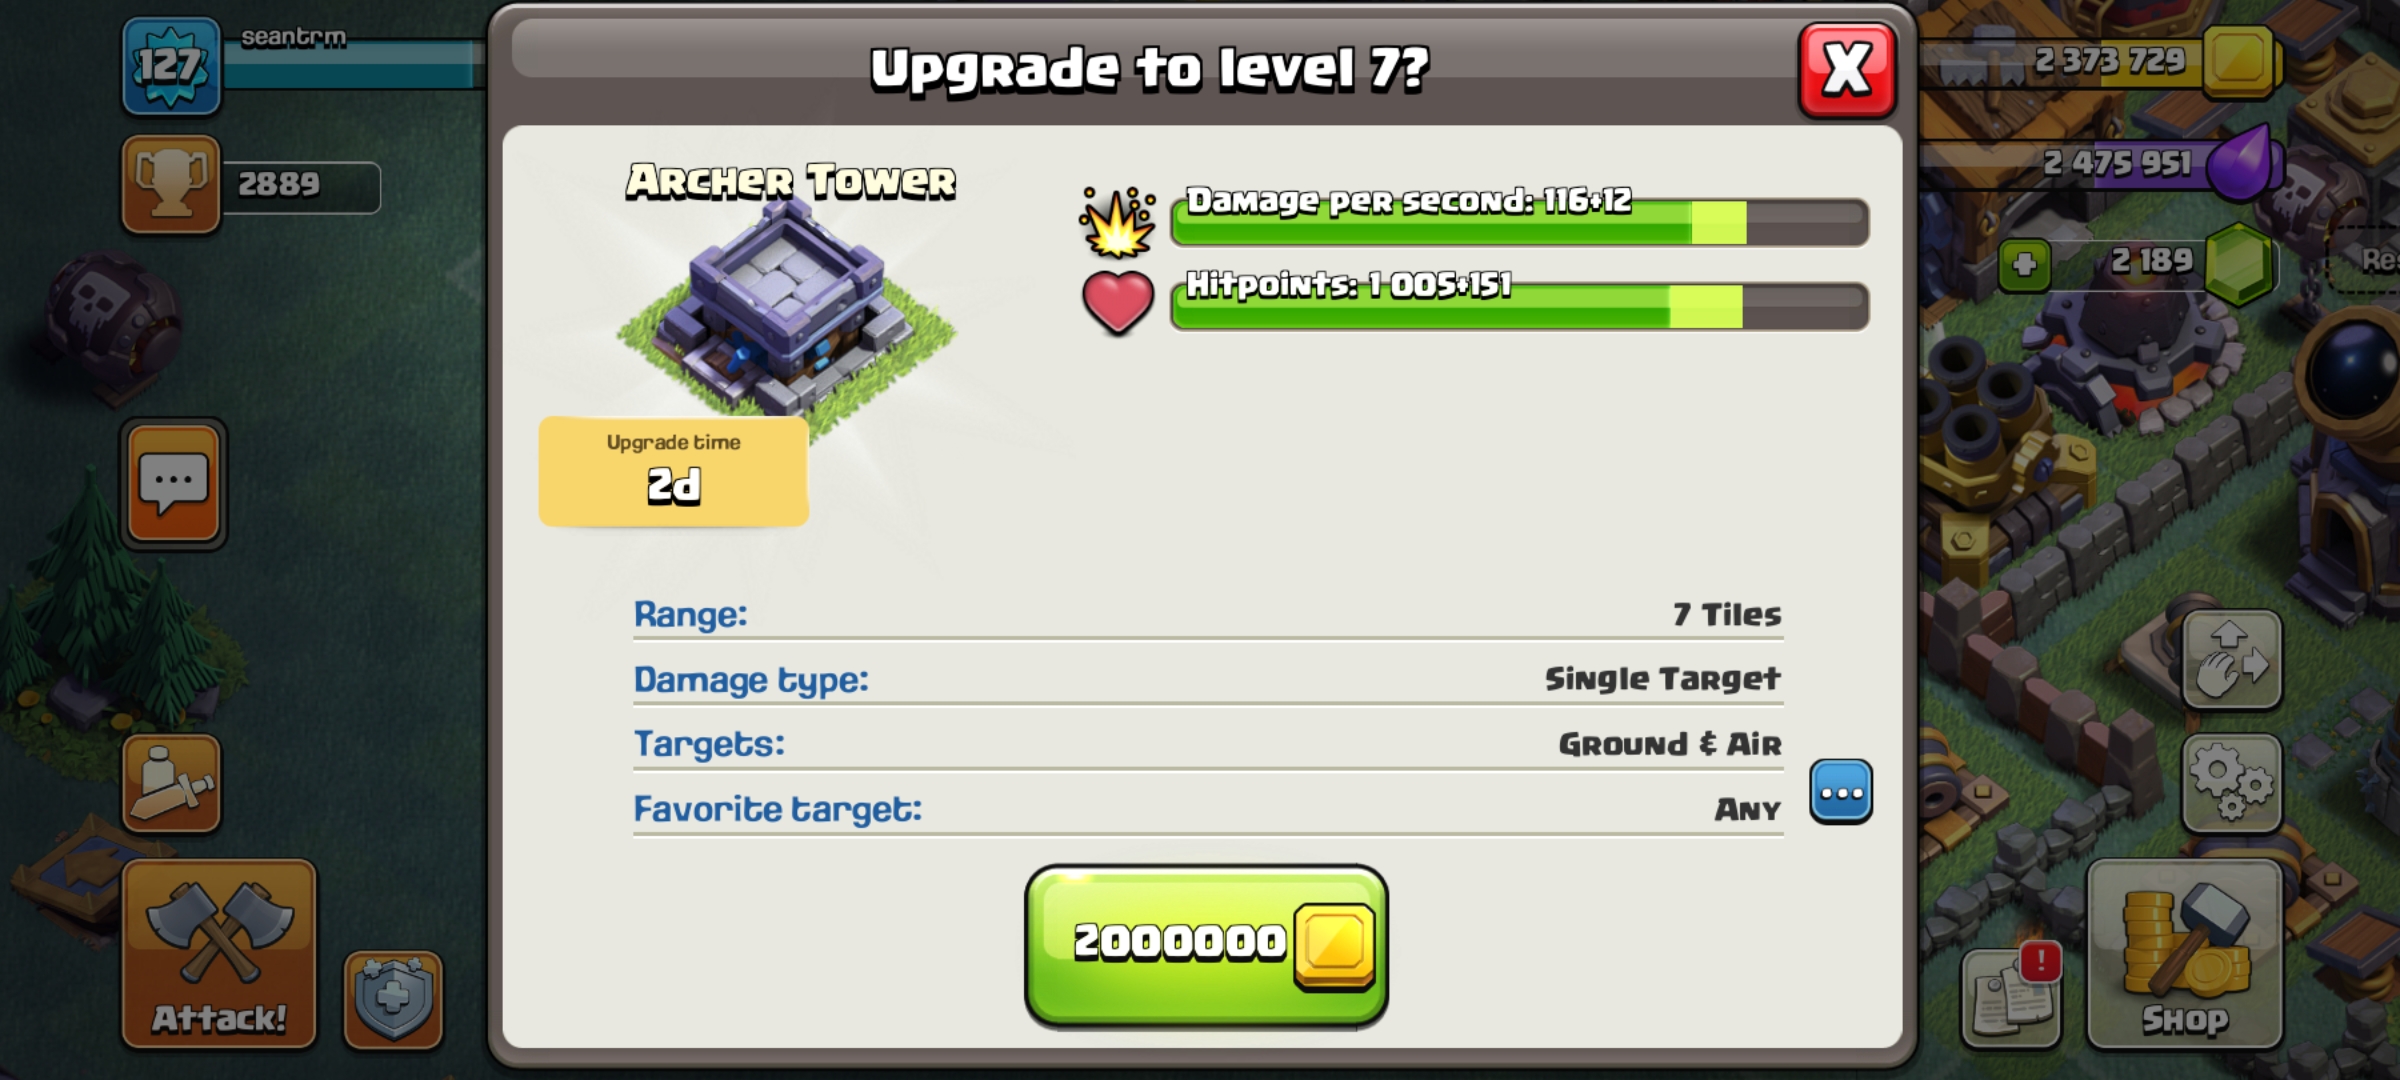 127
seantrm
2889
Upgrade to level 7?
X
2 373 729
2 475 951
2 189
Archer Tower
Damage per second: 116+12
Hitpoints: 1 005+151
Upgrade time
2d
Range: 7 Tiles
Damage type: Single Target
Targets: Ground & Air
Favorite target: Any
2000000
Attack!
!
Shop